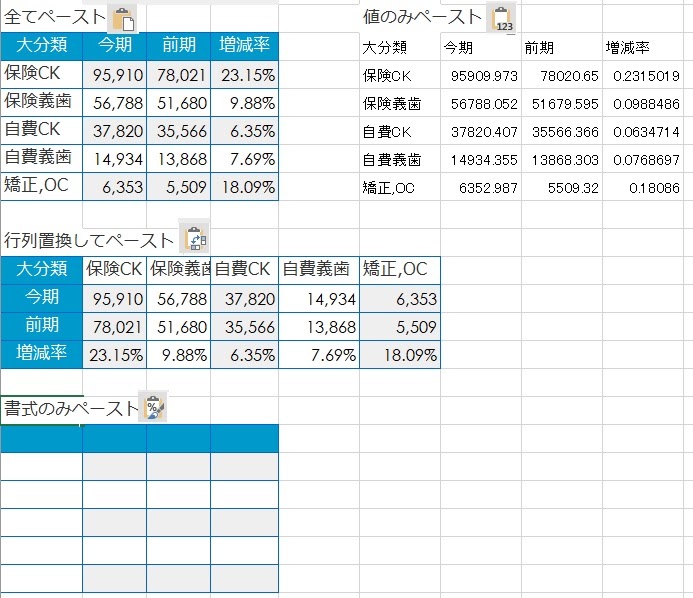 全てペースト
大分類 今期 前期 増減率
保険CK 95,910 78,021 23.15%
保険義歯 56,788 51,680 9.88%
自費CK 37,820 35,566 6.35%
自費義歯 14,934 13,868 7.69%
矯正,OC 6,353 5,509 18.09%
値のみペースト 123
大分類 今期 前期 増減率
保険CK 95909.973 78020.65 0.2315019
保険義歯 56788.052 51679.595 0.0988486
自費CK 37820.407 35566.366 0.0634714
自費義歯 14934.355 13868.303 0.0768697
矯正,OC 6352.987 5509.32 0.18086
行列置換してペースト
大分類 保険CK 保険義 自費CK 自費義歯 矯正,OC
今期 95,910 56,788 37,820 14,934 6,353
前期 78,021 51,680 35,566 13,868 5,509
増減率 23.15% 9.88% 6.35% 7.69% 18.09%
書式のみペースト %